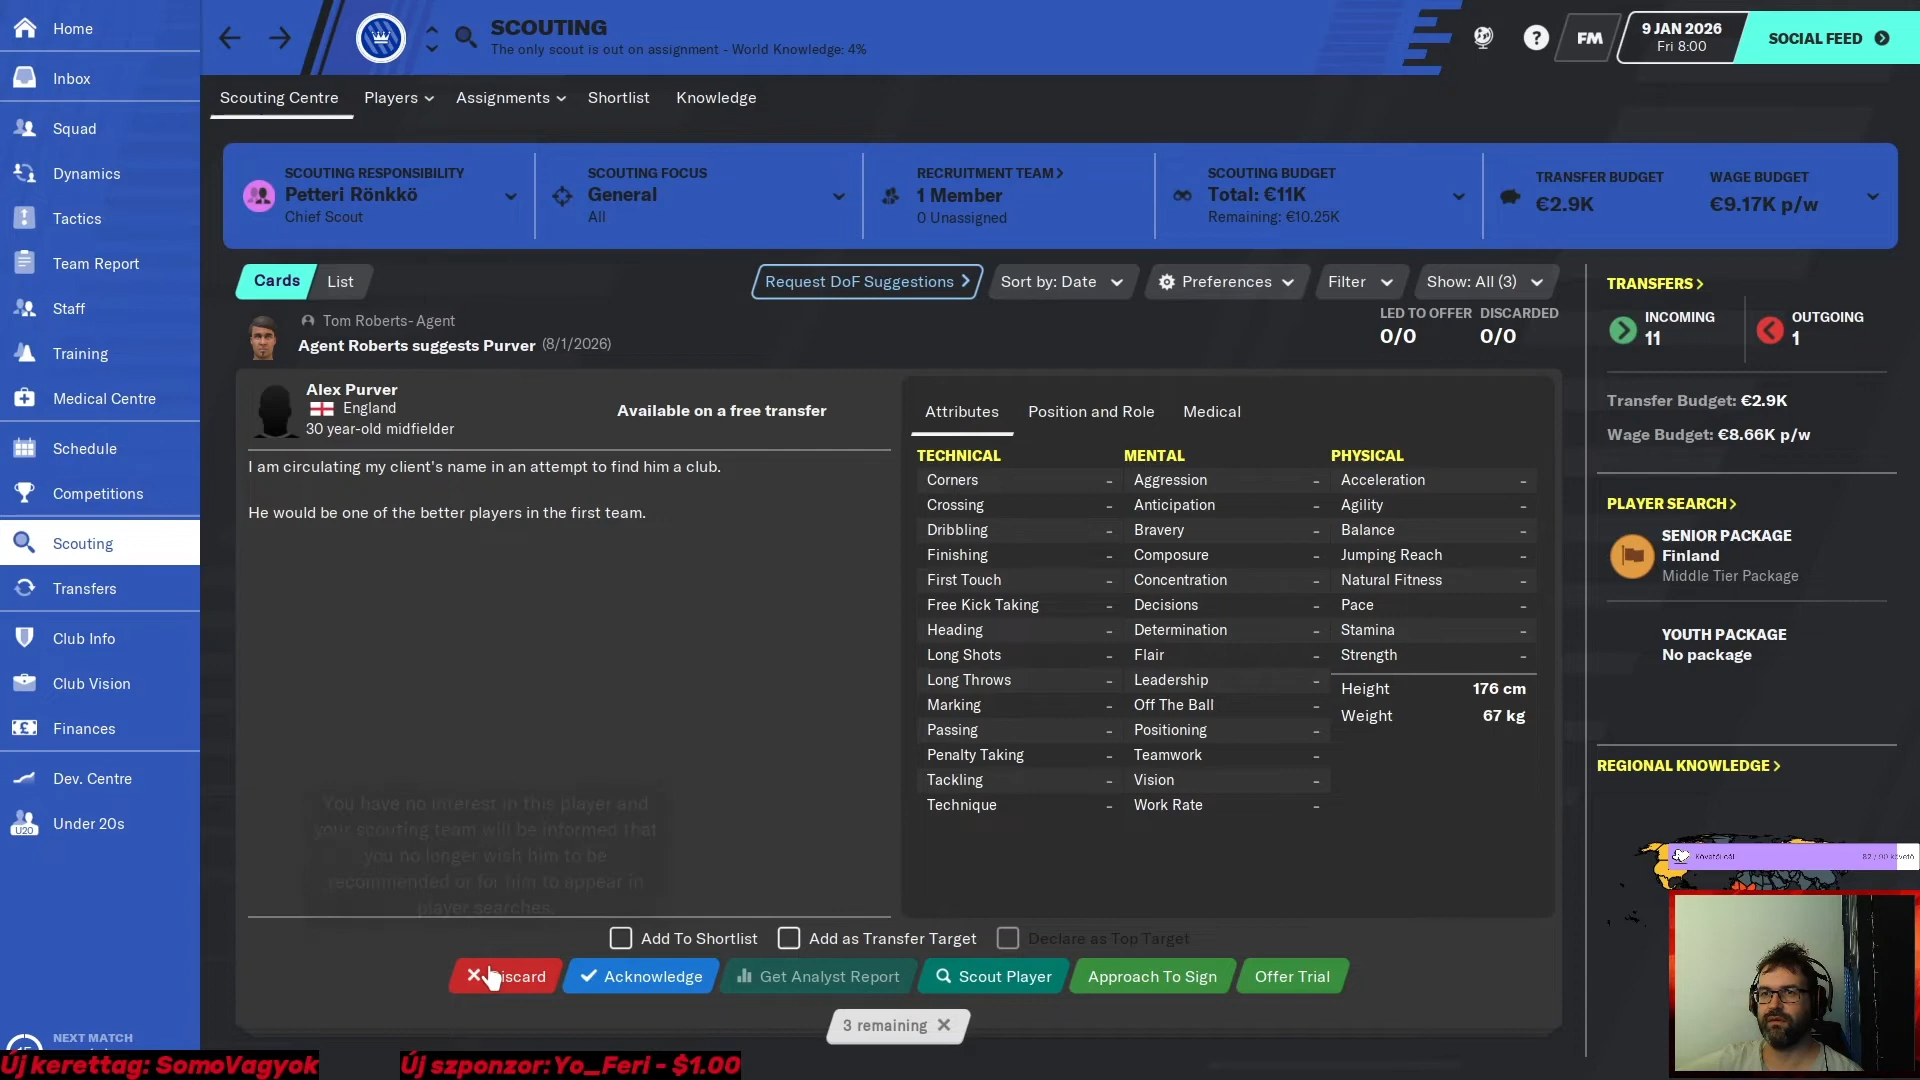 Home
Inbox
Squad
Dynamics
Tactics
Team Report
Staff
Training
Medical Centre
Schedule
Competitions
Scouting
Transfers
Club Info
Club Vision
Finances
Dev. Centre
U20
Under 20s
NEXT MATCH
SCOUTING
The only scout is out on assignment - World Knowledge: 4%
?
FM
9 JAN 2026
Fri 8:00
SOCIAL FEED
Scouting Centre
Players
Assignments
Shortlist
Knowledge
SCOUTING RESPONSIBILITY
Petteri Rönkkö
Chief Scout
SCOUTING FOCUS
General
All
RECRUITMENT TEAM
1 Member
0 Unassigned
SCOUTING BUDGET
Total: €11K
Remaining: €10.25K
TRANSFER BUDGET
€2.9K
WAGE BUDGET
€9.17K p/w
Cards
List
Request DoF Suggestions
Sort by: Date
Preferences
Filter
Show: All (3)
Tom Roberts- Agent
Agent Roberts suggests Purver (8/1/2026)
LED TO OFFER
0/0
DISCARDED
0/0
Alex Purver
England
30 year-old midfielder
Available on a free transfer
I am circulating my client's name in an attempt to find him a club.
He would be one of the better players in the first team.
You have no interest in this player and
your scouting team will be informed that
you no longer wish him to be
recommended or for him to appear in
player searches.
Attributes
Position and Role
Medical
TECHNICAL
Corners -
Crossing -
Dribbling -
Finishing -
First Touch -
Free Kick Taking -
Heading -
Long Shots -
Long Throws -
Marking -
Passing -
Penalty Taking -
Tackling -
Technique -
MENTAL
Aggression -
Anticipation -
Bravery -
Composure -
Concentration -
Decisions -
Determination -
Flair -
Leadership -
Off The Ball -
Positioning -
Teamwork -
Vision -
Work Rate -
PHYSICAL
Acceleration -
Agility -
Balance -
Jumping Reach -
Natural Fitness -
Pace -
Stamina -
Strength -
Height 176 cm
Weight 67 kg
Add To Shortlist
Add as Transfer Target
Declare as Top Target
Discard
Acknowledge
Get Analyst Report
Scout Player
Approach To Sign
Offer Trial
3 remaining
TRANSFERS
INCOMING
11
OUTGOING
1
Transfer Budget: €2.9K
Wage Budget: €8.66K p/w
PLAYER SEARCH
SENIOR PACKAGE
Finland
Middle Tier Package
YOUTH PACKAGE
No package
REGIONAL KNOWLEDGE
Követői cél
82 / 90 követő
Új kerettag: SomoVagyok
Új szponzor: Yo_Feri - $1.00